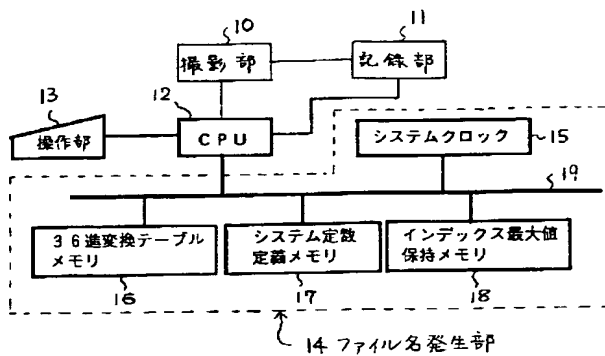 10
11
撮影部
記録部
13
12
操作部
CPU
システムクロック
15
19
36進変換テーブル
メモリ
システム定数
定義メモリ
インデックス最大値
保持メモリ
16
17
18
14 ファイル名発生部